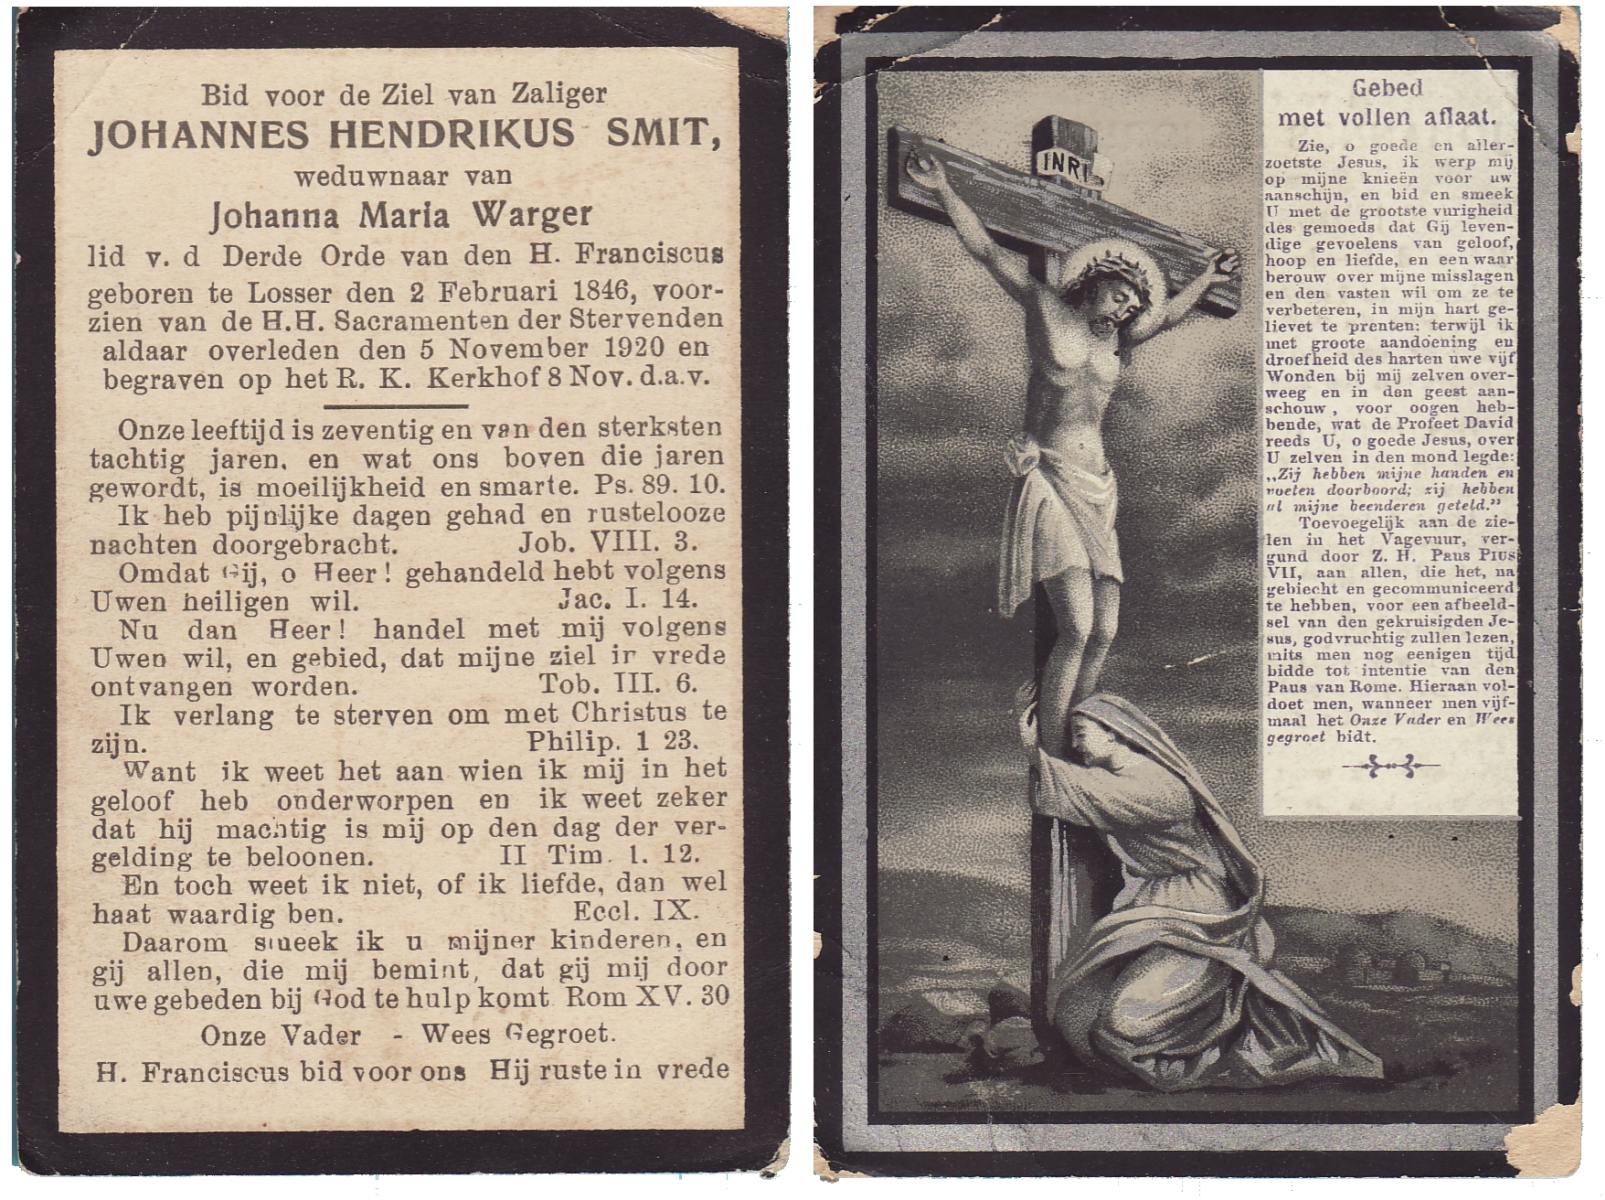 Bid voor de Ziel van Zaliger
JOHANNES HENDRIKUS SMIT,
weduwnaar van
Johanna Maria Warger
lid v. d Derde Orde van den H. Franciscus
geboren te Losser den 2 Februari 1846, voor-
zien van de H.H. Sacramenten der Stervenden
aldaar overleden den 5 November 1920 en
begraven op het R. K. Kerkhof 8 Nov. d.a.v.
Onze leeftijd is zeventig en van den sterksten
tachtig jaren, en wat ons boven die jaren
gewordt, is moeilijkheid en smarte. Ps. 89. 10.
Ik heb pijnlijke dagen gehad en rustelooze
nachten doorgebracht. Job. VIII. 3.
Omdat Gij, o Heer! gehandeld hebt volgens
Uwen heiligen wil. Jac. I. 14.
Nu dan Heer! handel met mij volgens
Uwen wil, en gebied, dat mijne ziel in vrede
ontvangen worden. Tob. III. 6.
Ik verlang te sterven om met Christus te
zijn. Philip. 1 23.
Want ik weet het aan wien ik mij in het
geloof heb onderworpen en ik weet zeker
dat hij machtig is mij op den dag der ver-
gelding te beloonen. II Tim. 1. 12.
En toch weet ik niet, of ik liefde, dan wel
haat waardig ben. Eccl. IX.
Daarom smeek ik u mijner kinderen, en
gij allen, die mij bemint, dat gij mij door
uwe gebeden bij God te hulp komt Rom XV. 30
Onze Vader - Wees Gegroet.
H. Franciscus bid voor ons Hij ruste in vrede
INRI
Gebed
met vollen aflaat.
Zie, o goede en aller-
zoetste Jesus, ik werp mij
op mijne knieën voor uw
aanschijn, en bid en smeek
U met de grootste vurigheid
des gemoeds dat Gij leven-
dige gevoelens van geloof,
hoop en liefde, en een waar
berouw over mijne misslagen
en den vasten wil om ze te
verbeteren, in mijn hart ge-
lievet te prenten: terwijl ik
met groote aandoening en
droefheid des harten uwe vijf
Wonden bij mij zelven over-
weeg en in den geest aan-
schouw, voor oogen heb-
bende, wat de Profeet David
reeds U, o goede Jesus, over
U zelven in den mond legde:
„Zij hebben mijne handen en
voeten doorboord; zij hebben
al mijne beenderen geteld."
Toevoegelijk aan de zie-
len in het Vagevuur, ver-
gund door Z. H. Paus Pius
VII, aan allen, die het, na
gebiecht en gecommuniceerd
te hebben, voor een afbeeld-
sel van den gekruisigden Je-
sus, godvruchtig zullen lezen,
mits men nog eenigen tijd
bidde tot intentie van den
Paus van Rome. Hieraan vol-
doet men, wanneer men vijf-
maal het Onze Vader en Wees
gegroet bidt.